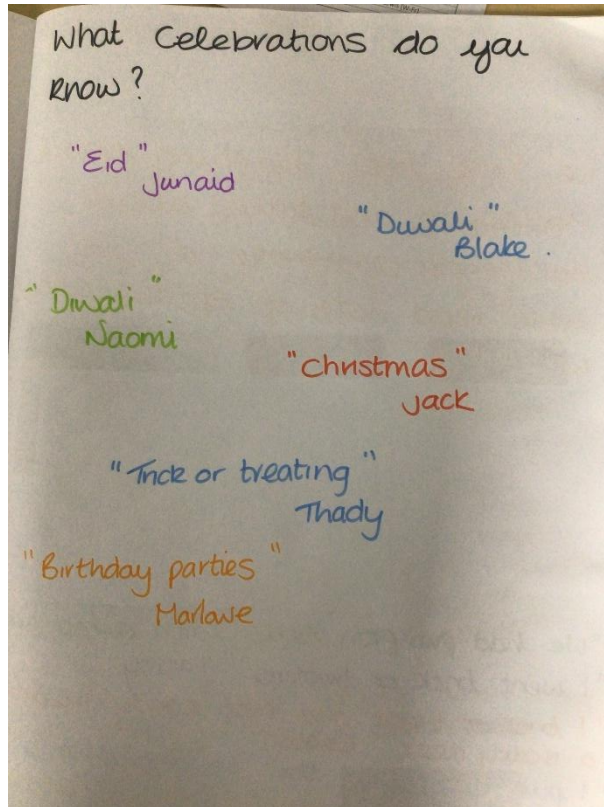 What Celebrations do you
know?
"Eid"
Junaid
"Diwali"
Blake.
"Diwali"
Naomi
"Christmas"
Jack
"Trick or treating"
Thady
"Birthday parties"
Marlowe